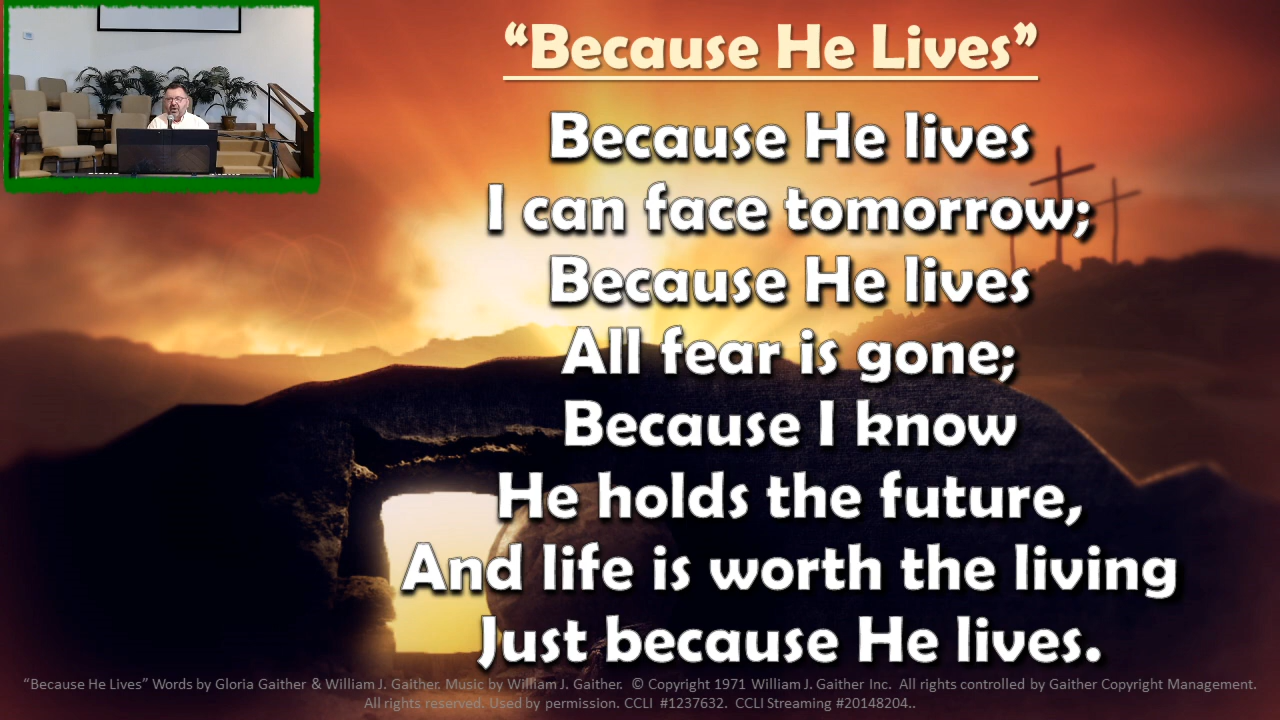 “Because He Lives”
Because He lives
I can face tomorrow;
Because He lives
All fear is gone;
Because I know
He holds the future,
And life is worth the living
Just because He lives.
“Because He Lives” Words by Gloria Gaither & William J. Gaither. Music by William J. Gaither. © Copyright 1971 William J. Gaither Inc. All rights controlled by Gaither Copyright Management.
All rights reserved. Used by permission. CCLI #1237632. CCLI Streaming #20148204..